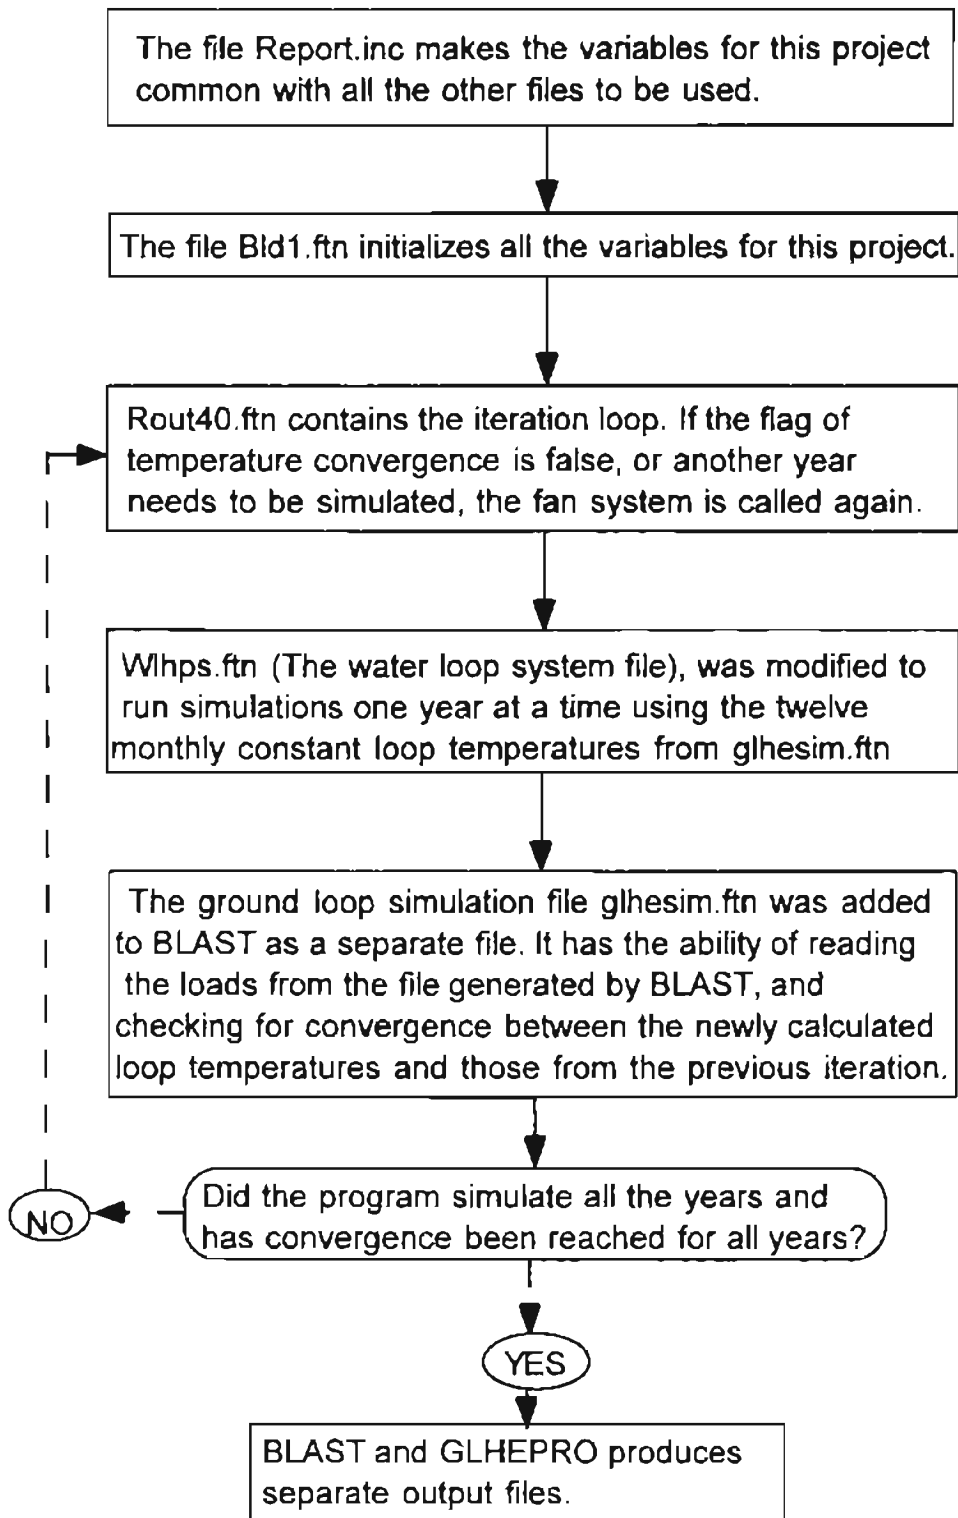 The file Report.inc makes the variables for this project
common with all the other files to be used.
The file Bld1.ftn initializes all the variables for this project.
Rout40.ftn contains the iteration loop. If the flag of
temperature convergence is false, or another year
needs to be simulated, the fan system is called again.
Wlhps.ftn (The water loop system file), was modified to
run simulations one year at a time using the twelve
monthly constant loop temperatures from glhesim.ftn
The ground loop simulation file glhesim.ftn was added
to BLAST as a separate file. It has the ability of reading
the loads from the file generated by BLAST, and
checking for convergence between the newly calculated
loop temperatures and those from the previous iteration.
Did the program simulate all the years and
has convergence been reached for all years?
NO
YES
BLAST and GLHEPRO produces
separate output files.